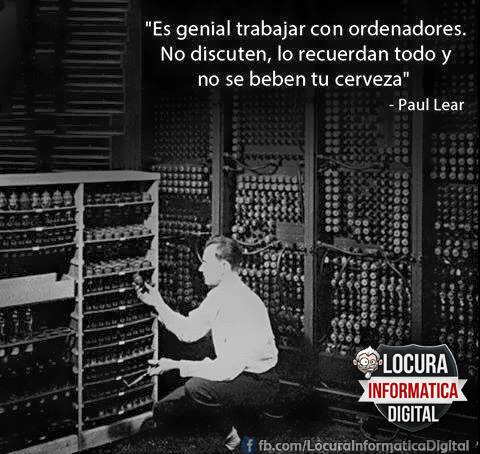 "Es genial trabajar con ordenadores.
No discuten, lo recuerdan todo y
no se beben tu cerveza"
- Paul Lear
LOCURA
INFORMATICA
DIGITAL
f fb.com/LocuraInformaticaDigital